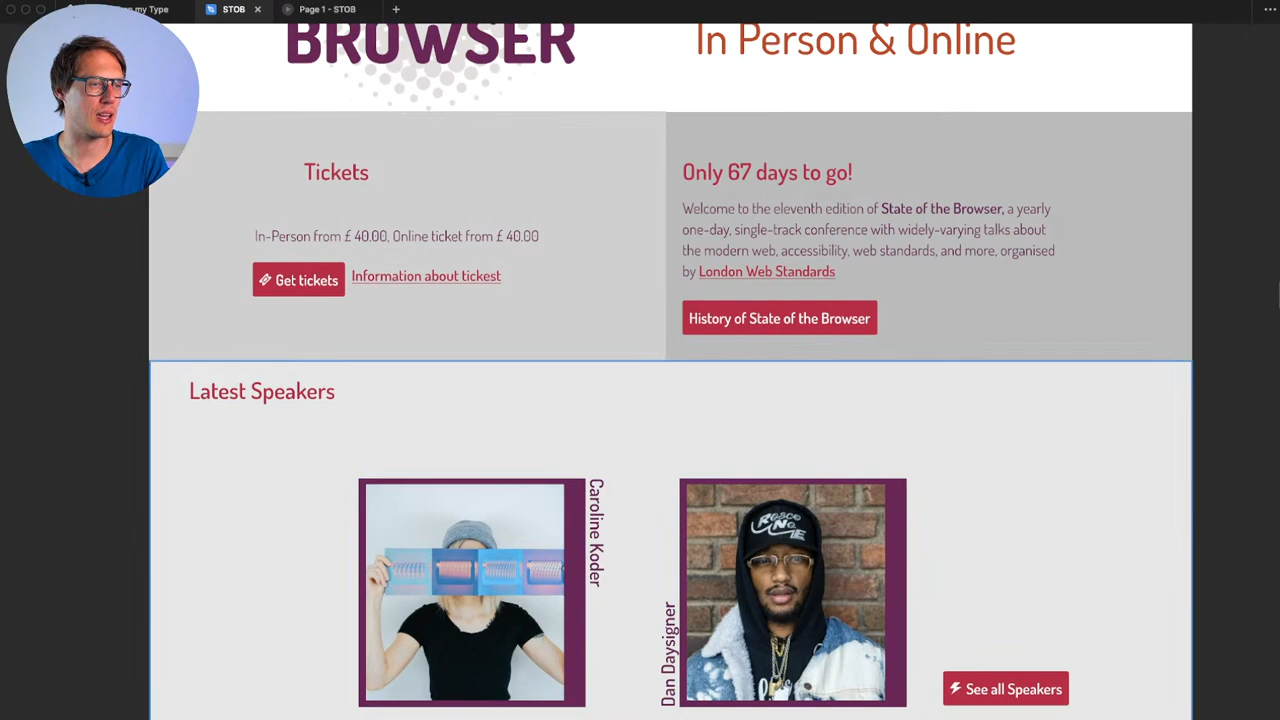 my Type
STOB
Page 1 - STOB
BROWSER
In Person & Online
Tickets
In-Person from £ 40.00, Online ticket from £ 40.00
Get tickets
Information about tickest
Only 67 days to go!
Welcome to the eleventh edition of State of the Browser, a yearly
one-day, single-track conference with widely-varying talks about
the modern web, accessibility, web standards, and more, organised
by London Web Standards
History of State of the Browser
Latest Speakers
Caroline Koder
Dan Daysigner
ROSCOE
See all Speakers